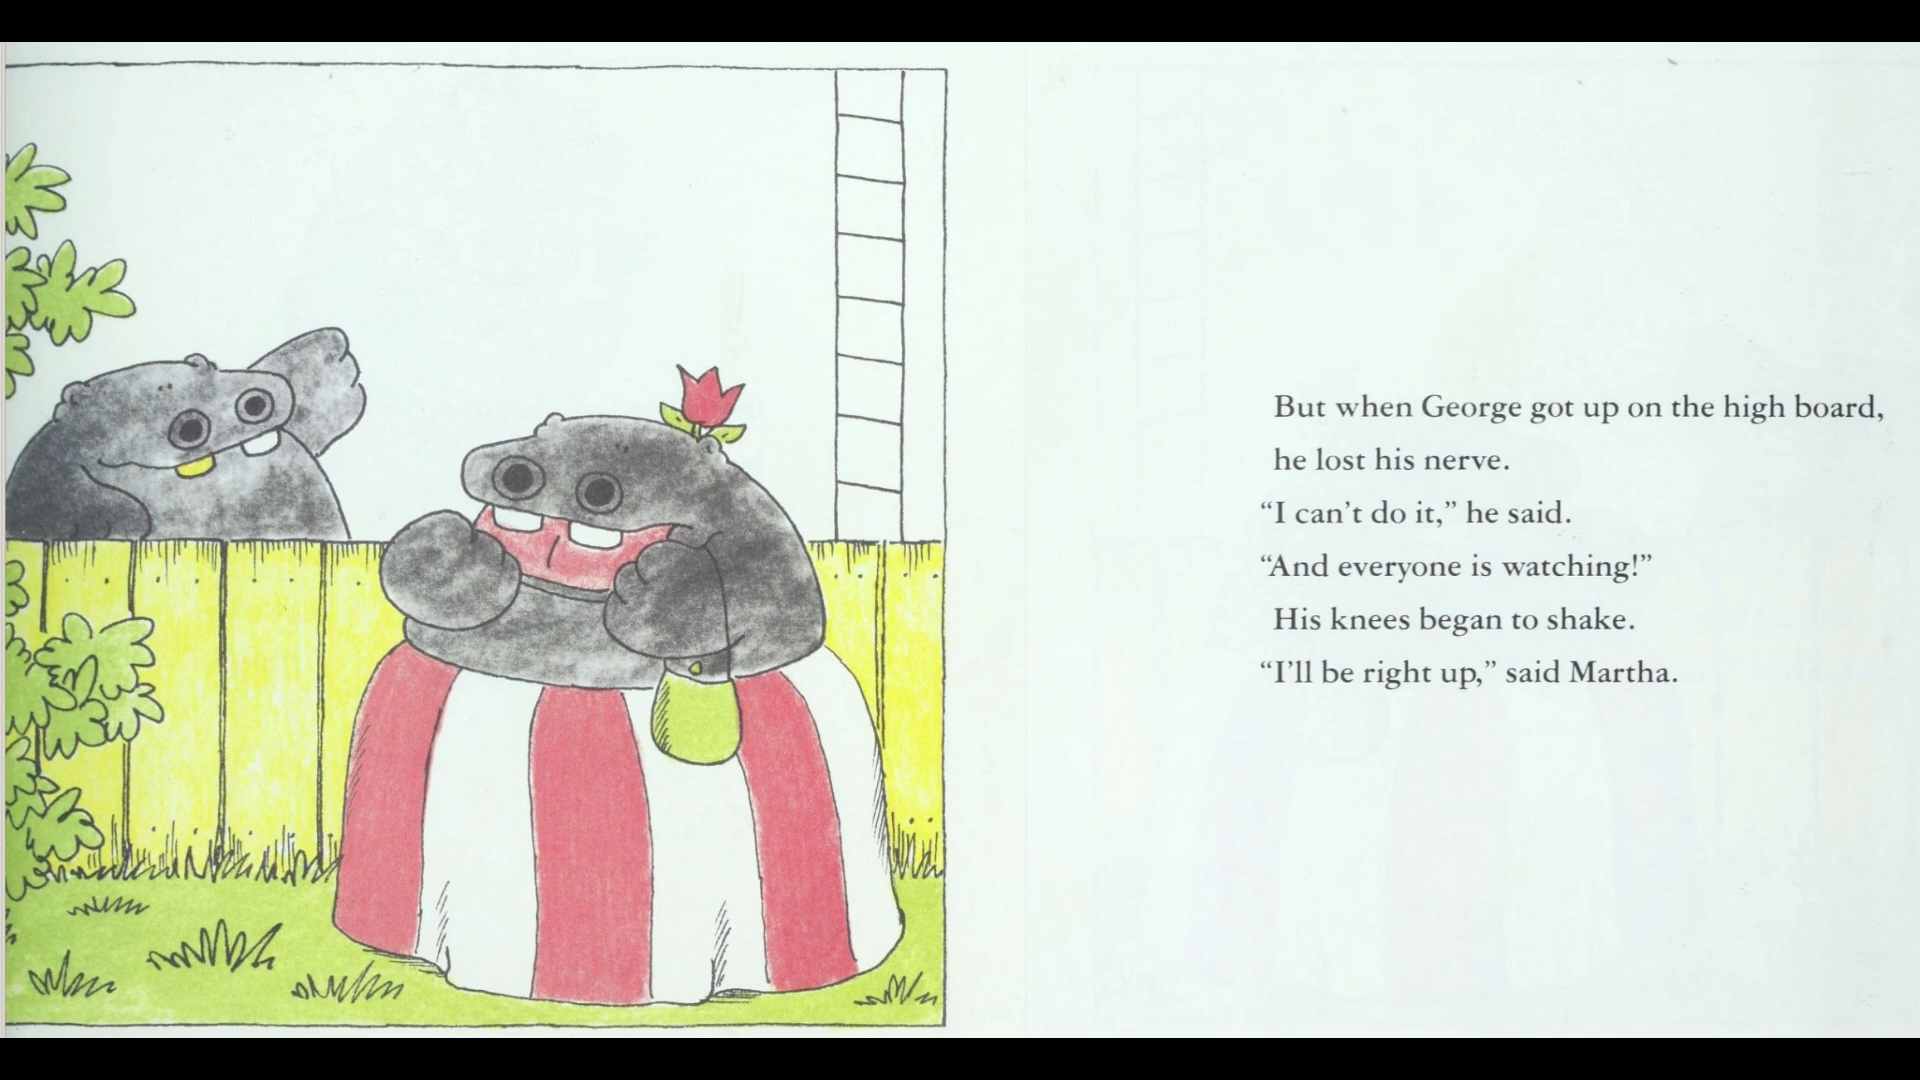 But when George got up on the high board,
he lost his nerve.
“I can’t do it,” he said.
“And everyone is watching!”
His knees began to shake.
“I’ll be right up,” said Martha.